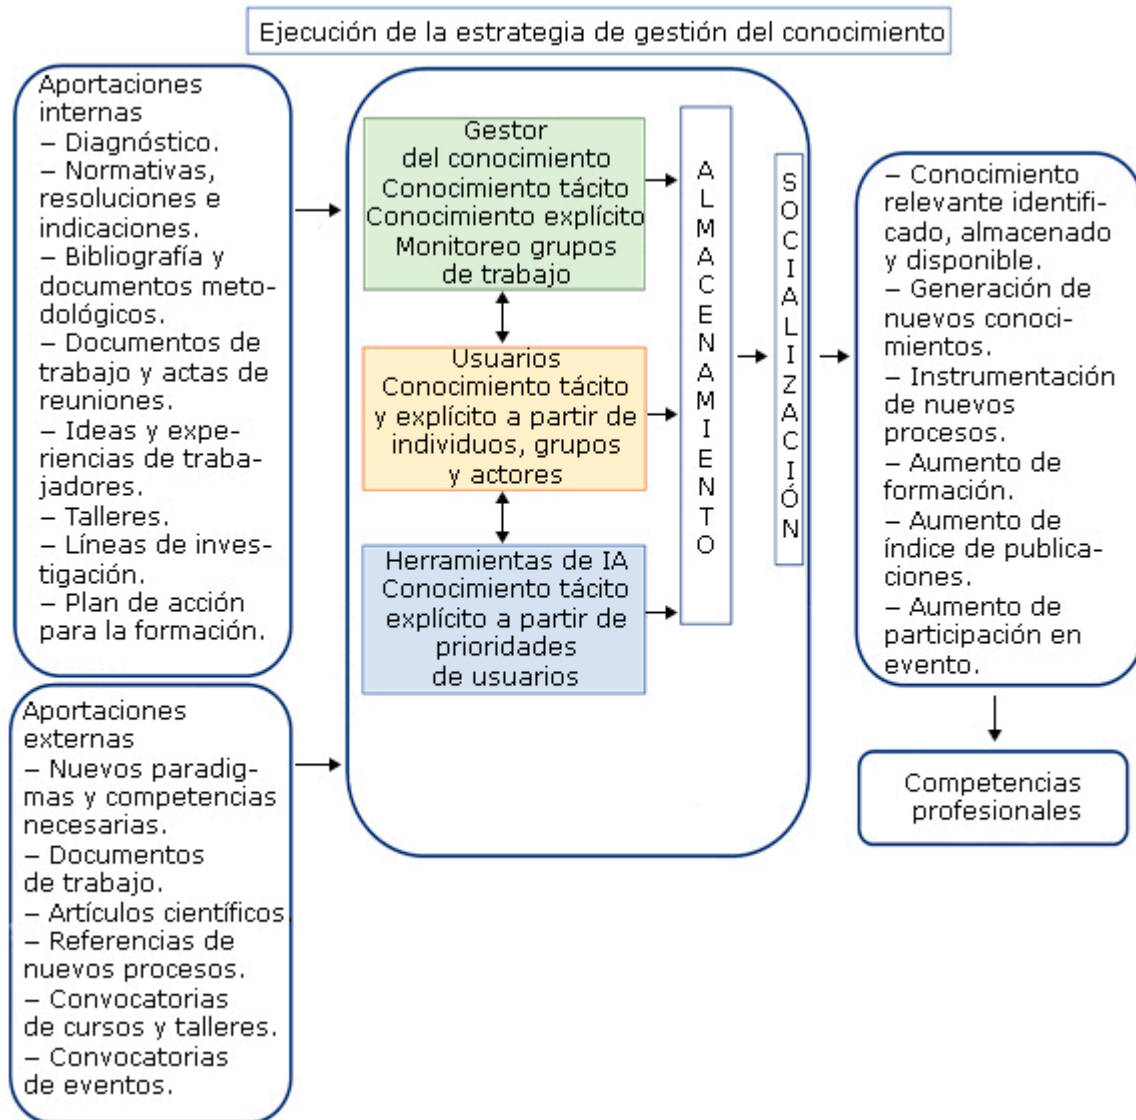 Ejecución de la estrategia de gestión del conocimiento
Aportaciones
internas
– Diagnóstico.
– Normativas,
resoluciones e
indicaciones.
– Bibliografía y
documentos meto-
dológicos.
– Documentos de
trabajo y actas de
reuniones.
– Ideas y expe-
riencias de traba-
jadores.
– Talleres.
– Líneas de inves-
tigación.
– Plan de acción
para la formación.
Aportaciones
externas
– Nuevos paradig-
mas y competencias
necesarias.
– Documentos
de trabajo.
– Artículos científicos.
– Referencias de
nuevos procesos.
– Convocatorias
de cursos y talleres.
– Convocatorias
de eventos.
Gestor
del conocimiento
Conocimiento tácito
Conocimiento explícito
Monitoreo grupos
de trabajo
Usuarios
Conocimiento tácito
y explícito a partir de
individuos, grupos
y actores
Herramientas de IA
Conocimiento tácito
explícito a partir de
prioridades
de usuarios
ALMACENAMIENTO
SOCIALIZACIÓN
– Conocimiento
relevante identifi-
cado, almacenado
y disponible.
– Generación de
nuevos conoci-
mientos.
– Instrumentación
de nuevos
procesos.
– Aumento de
formación.
– Aumento de
índice de publica-
ciones.
– Aumento de
participación en
evento.
Competencias
profesionales